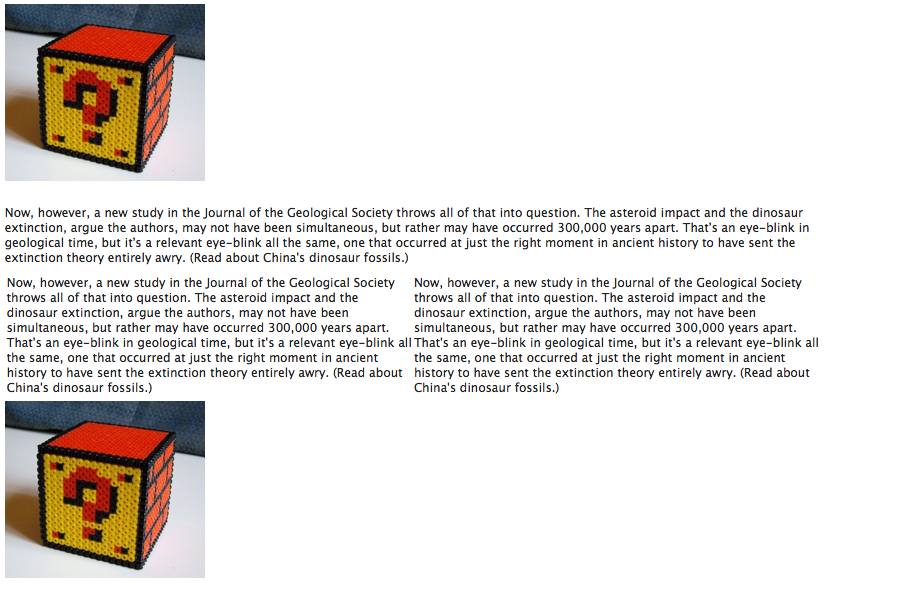 Now, however, a new study in the Journal of the Geological Society throws all of that into question. The asteroid impact and the dinosaur
extinction, argue the authors, may not have been simultaneous, but rather may have occurred 300,000 years apart. That's an eye-blink in
geological time, but it's a relevant eye-blink all the same, one that occurred at just the right moment in ancient history to have sent the
extinction theory entirely awry. (Read about China's dinosaur fossils.)
Now, however, a new study in the Journal of the Geological Society
throws all of that into question. The asteroid impact and the
dinosaur extinction, argue the authors, may not have been
simultaneous, but rather may have occurred 300,000 years apart.
That's an eye-blink in geological time, but it's a relevant eye-blink all
the same, one that occurred at just the right moment in ancient
history to have sent the extinction theory entirely awry. (Read about
China's dinosaur fossils.)
Now, however, a new study in the Journal of the Geological Society
throws all of that into question. The asteroid impact and the
dinosaur extinction, argue the authors, may not have been
simultaneous, but rather may have occurred 300,000 years apart.
That's an eye-blink in geological time, but it's a relevant eye-blink all
the same, one that occurred at just the right moment in ancient
history to have sent the extinction theory entirely awry. (Read about
China's dinosaur fossils.)